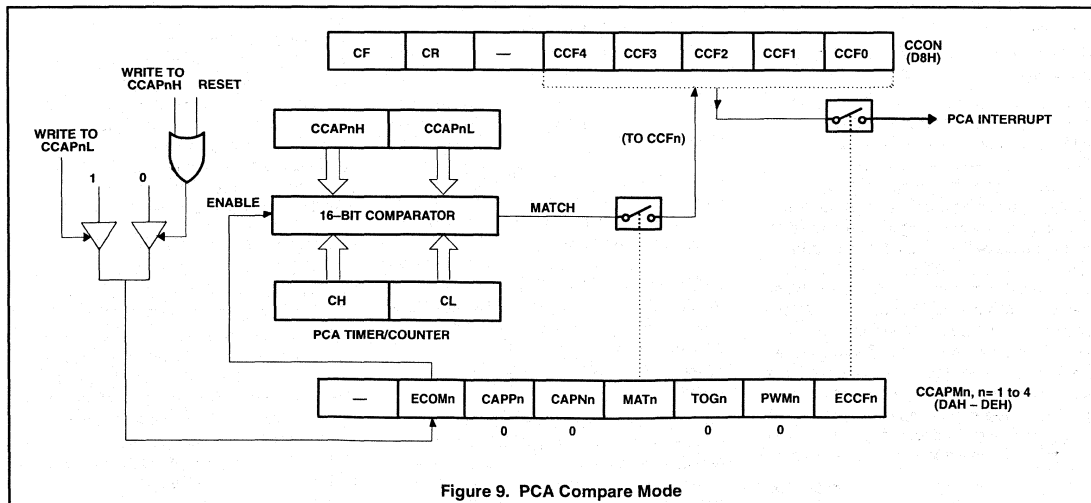 CF CR — CCF4 CCF3 CCF2 CCF1 CCF0
CCON
(D8H)
WRITE TO
CCAPnH RESET
WRITE TO
CCAPnL
1 0
CCAPnH CCAPnL
(TO CCFn)
PCA INTERRUPT
ENABLE
16–BIT COMPARATOR
MATCH
CH CL
PCA TIMER/COUNTER
— ECOMn CAPPn CAPNn MATn TOGn PWMn ECCFn
CCAPMn, n= 1 to 4
(DAH – DEH)
0 0 0 0
Figure 9. PCA Compare Mode